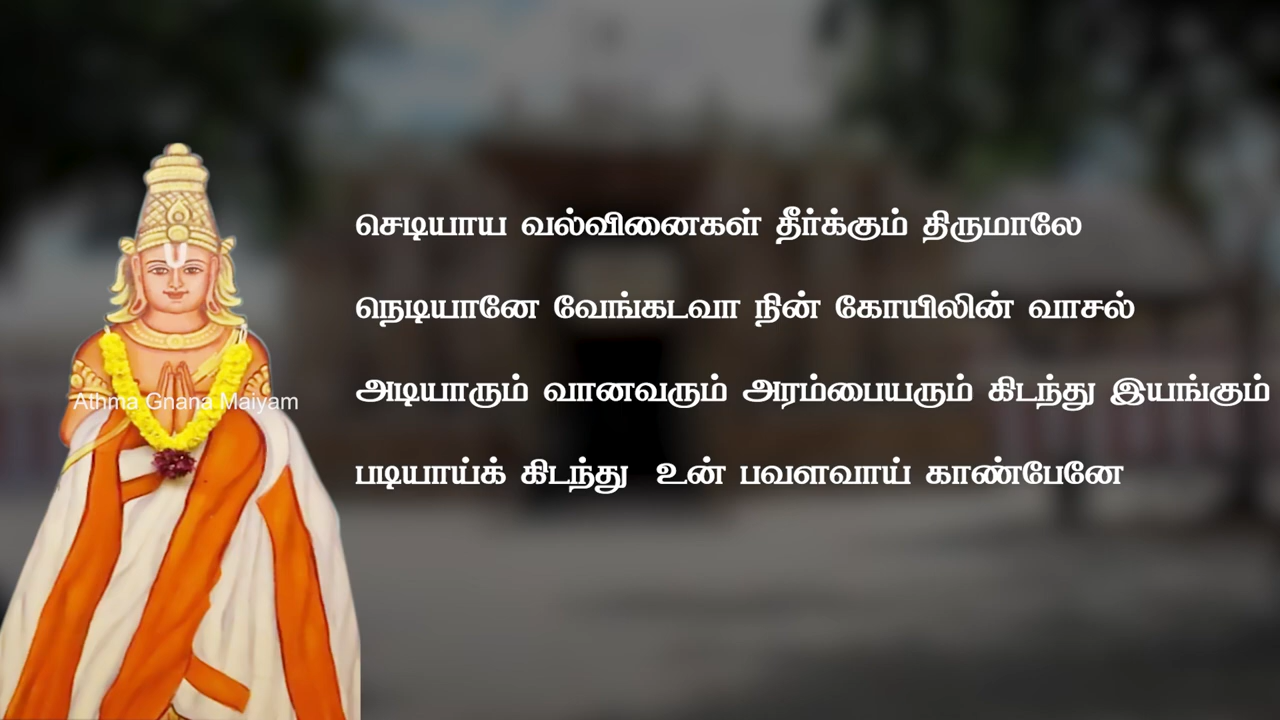 செடியாய வல்வினைகள் தீர்க்கும் திருமாலே
நெடியானே வேங்கடவா நின் கோயிலின் வாசல்
அடியாரும் வானவரும் அரம்பையரும் கிடந்து இயங்கும்
படியாய்க் கிடந்து உன் பவளவாய் காண்பேனே
Athma Gnana Maiyam